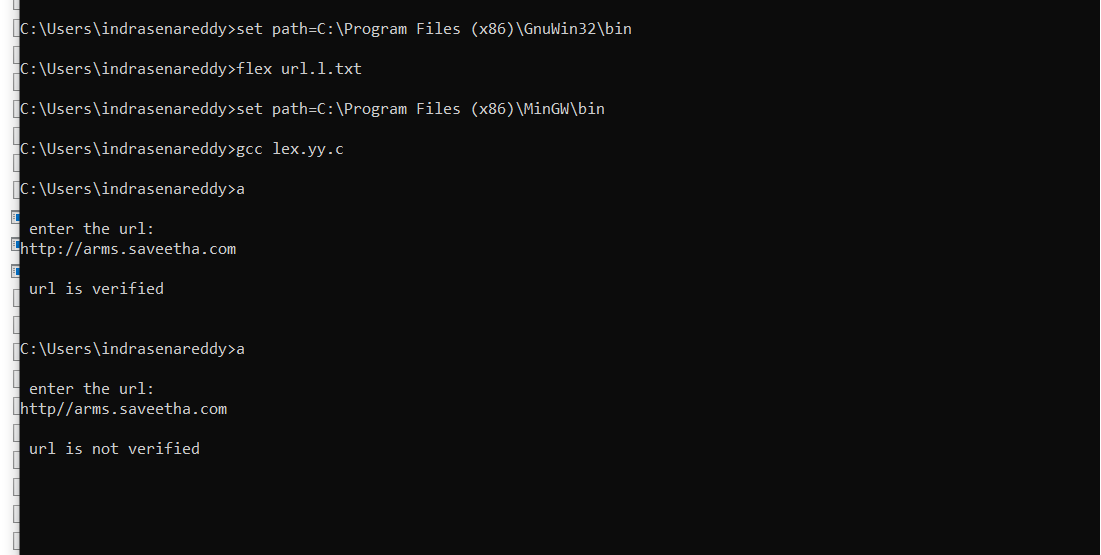 C:\Users\indrasenareddy>set path=C:\Program Files (x86)\GnuWin32\bin
C:\Users\indrasenareddy>flex url.l.txt
C:\Users\indrasenareddy>set path=C:\Program Files (x86)\MinGW\bin
C:\Users\indrasenareddy>gcc lex.yy.c
C:\Users\indrasenareddy>a
enter the url:
http://arms.saveetha.com
url is verified
C:\Users\indrasenareddy>a
enter the url:
http//arms.saveetha.com
url is not verified